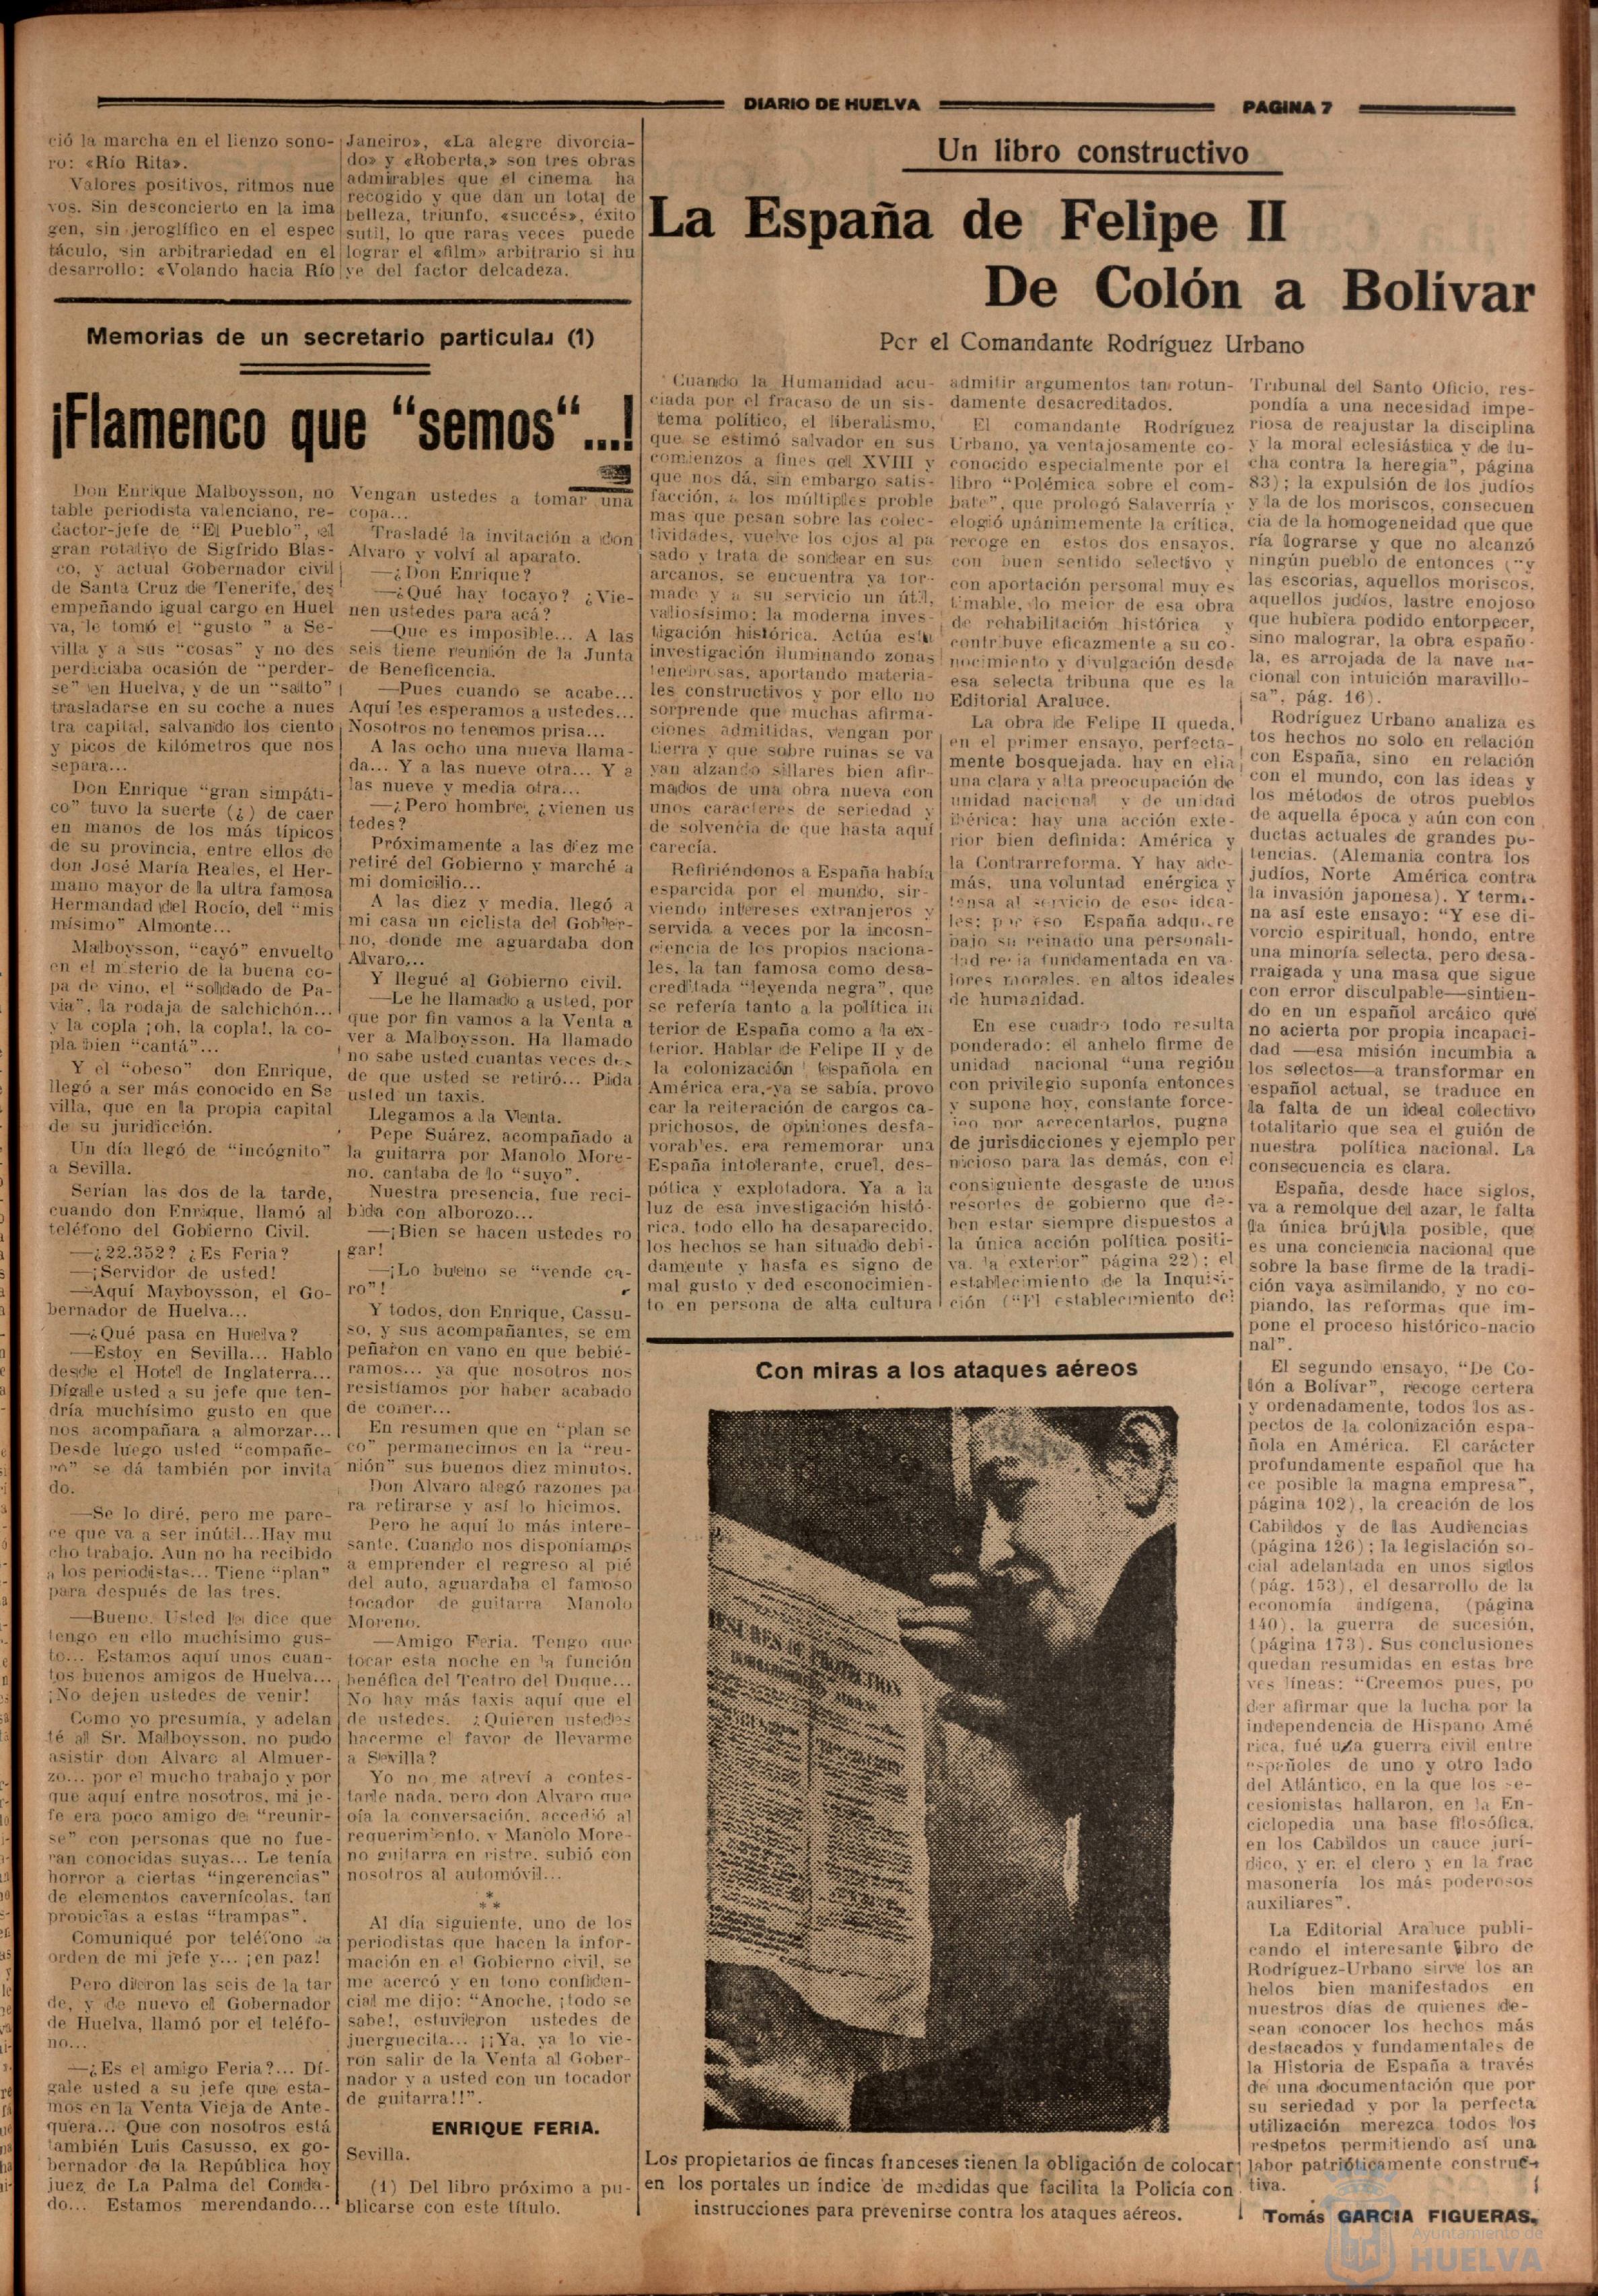 DIARIO DE HUELVA
PAGINA 7
ció la marcha en el lienzo sono-
ro: «Río Rita».
Valores positivos, ritmos nue
vos. Sin desconcierto en la ima
gen, sin jeroglífico en el espec
táculo, sin arbitrariedad en el
desarrollo: «Volando hacia Río
Janeiro», «La alegre divorcia-
do» y «Roberta,» son tres obras
admirables que el cinema ha
recogido y que dan un total de
belleza, triunfo, «succés», éxito
sutil, lo que raras veces puede
lograr el «film» arbitrario si hu
ye del factor delcadeza.
Memorias de un secretario particular (1)
¡Flamenco que “semos“...!
Don Enrique Malboysson, no
table periodista valenciano, re-
dactor-jefe de “El Pueblo”, el
gran rotativo de Sigfrido Blas-
co, y actual Gobernador civil
de Santa Cruz de Tenerife, des
empeñando igual cargo en Huel
va, le tomó el “gusto ” a Se-
villa y a sus “cosas” y no des
perdiciaba ocasión de “perder-
se” en Huelva, y de un “salto”
trasladarse en su coche a nues
tra capital, salvando los ciento
y picos de kilómetros que nos
separa...
Don Enrique “gran simpáti-
co” tuvo la suerte (¿) de caer
en manos de los más típicos
de su provincia, entre ellos de
don José María Reales, el Her-
mano mayor de la ultra famosa
Hermandad del Rocío, del “mis
mísimo” Almonte...
Malboysson, “cayó” envuelto
en el misterio de la buena co-
pa de vino, el “soldado de Pa-
vía”, la rodaja de salchichón...
y la copla ¡oh, la copla!, la co-
pla bien “cantá”...
Y el “obeso” don Enrique,
llegó a ser más conocido en Se
villa, que en la propia capital
de su juridicción.
Un día llegó de “incógnito”
a Sevilla.
Serían las dos de la tarde,
cuando don Enrique, llamó al
teléfono del Gobierno Civil.
—¿22.352? ¿Es Feria?
—¡Servidor de usted!
—Aquí Mayboysson, el Go-
bernador de Huelva...
—¿Qué pasa en Huelva?
—Estoy en Sevilla... Hablo
desde el Hotel de Inglaterra...
Dígale usted a su jefe que ten-
dría muchísimo gusto en que
nos acompañara a almorzar...
Desde luego usted “compañe-
ro” se dá también por invita
do.
—Se lo diré, pero me pare-
ce que va a ser inútil...Hay mu
cho trabajo. Aun no ha recibido
a los periodistas... Tiene “plan”
para después de las tres.
—Bueno. Usted le dice que
tengo en ello muchísimo gus-
to... Estamos aquí unos cuan-
tos buenos amigos de Huelva...
¡No dejen ustedes de venir!
Como yo presumía, y adelan
té al Sr. Malboysson, no pudo
asistir don Alvaro al Almuer-
zo... por el mucho trabajo y por
que aquí entre nosotros, mi je-
fe era poco amigo de “reunir-
se” con personas que no fue-
ran conocidas suyas... Le tenía
horror a ciertas “ingerencias”
de elementos cavernícolas, tan
propicias a estas “trampas”.
Comuniqué por teléfono la
orden de mi jefe y... ¡en paz!
Pero dieron las seis de la tar
de, y de nuevo el Gobernador
de Huelva, llamó por el teléfo-
no...
—¿Es el amigo Feria?... Dí-
gale usted a su jefe que esta-
mos en la Venta Vieja de Ante-
quera... Que con nosotros está
también Luis Casusso, ex go-
bernador de la República hoy
juez de La Palma del Conda-
do... Estamos merendando...
Vengan ustedes a tomar una
copa...
Trasladé la invitación a don
Alvaro y volví al aparato.
—¿Don Enrique?
—¿Qué hay tocayo? ¿Vie-
nen ustedes para acá?
—Que es imposible... A las
seis tiene reunión de la Junta
de Beneficencia.
—Pues cuando se acabe...
Aquí les esperamos a ustedes...
Nosotros no tenemos prisa...
A las ocho una nueva llama-
da... Y a las nueve otra... Y a
las nueve y media otra...
—¿Pero hombre, ¿vienen us
tedes?
Próximamente a las diez me
retiré del Gobierno y marché a
mi domicilio...
A las diez y media, llegó a
mi casa un ciclista del Gobier-
no, donde me aguardaba don
Alvaro...
Y llegué al Gobierno civil.
—Le he llamado a usted, por
que por fin vamos a la Venta a
ver a Malboysson. Ha llamado
no sabe usted cuantas veces des
de que usted se retiró... Pida
usted un taxis.
Llegamos a la Venta.
Pepe Suárez, acompañado a
la guitarra por Manolo More-
no, cantaba de lo “suyo”.
Nuestra presencia, fue reci-
bida con alborozo...
—¡Bien se hacen ustedes ro
gar!
—¡Lo bueno se “vende ca-
ro”!
Y todos, don Enrique, Cassu-
so, y sus acompañantes, se em
peñaron en vano en que bebié-
ramos... ya que nosotros nos
resistíamos por haber acabado
de comer...
En resumen que en “plan se
co” permanecimos en la “reu-
nión” sus buenos diez minutos.
Don Alvaro alegó razones pa
ra retirarse y así lo hicimos.
Pero he aquí lo más intere-
sante. Cuando nos disponíamos
a emprender el regreso al pié
del auto, aguardaba el famoso
tocador de guitarra Manolo
Moreno.
—Amigo Feria. Tengo que
tocar esta noche en la función
benéfica del Teatro del Duque...
No hay más taxis aquí que el
de ustedes. ¿Quieren ustedes
hacerme el favor de llevarme
a Sevilla?
Yo no me atreví a contes-
tarle nada, pero don Alvaro que
oía la conversación, accedió al
requerimiento, y Manolo More-
no guitarra en ristre, subió con
nosotros al automóvil...
*
* *
Al día siguiente, uno de los
periodistas que hacen la infor-
mación en el Gobierno civil, se
me acercó y en tono confiden-
cial me dijo: “Anoche, ¡todo se
sabe!, estuvieron ustedes de
juerguecita... ¡¡Ya, ya lo vie-
ron salir de la Venta al Gober-
nador y a usted con un tocador
de guitarra!!”.
ENRIQUE FERIA.
Sevilla.
(1) Del libro próximo a pu-
blicarse con este título.
Un libro constructivo
La España de Felipe II
De Colón a Bolívar
Por el Comandante Rodríguez Urbano
Cuando la Humanidad acu-
ciada por el fracaso de un sis-
tema político, el liberalismo,
que se estimó salvador en sus
comienzos a fines del XVIII y
que nos dá, sin embargo satis-
facción, a los múltiples proble
mas que pesan sobre las colec-
tividades, vuelve los ojos al pa
sado y trata de sondear en sus
arcanos, se encuentra ya for-
mado y a su servicio un útil,
valiosísimo: la moderna inves-
tigación histórica. Actúa esta
investigación iluminando zonas
tenebrosas, aportando materia-
les constructivos y por ello no
sorprende que muchas afirma-
ciones admitidas, vengan por
tierra y que sobre ruinas se va
yan alzando sillares bien afir-
mados de una obra nueva con
unos caracteres de seriedad y
de solvencia de que hasta aquí
carecía.
Refiriéndonos a España había
esparcida por el mundo, sir-
viendo intereses extranjeros y
servida a veces por la incosn-
ciencia de los propios naciona-
les, la tan famosa como desa-
creditada “leyenda negra”, que
se refería tanto a la política in
terior de España como a la ex-
terior. Hablar de Felipe II y de
la colonización española en
América era, ya se sabía, provo
car la reiteración de cargos ca-
prichosos, de opiniones desfa-
vorables, era rememorar una
España intolerante, cruel, des-
pótica y explotadora. Ya a la
luz de esa investigación histó-
rica, todo ello ha desaparecido,
los hechos se han situado debi-
damente y hasta es signo de
mal gusto y ded esconocimien-
to en persona de alta cultura
admitir argumentos tan rotun-
damente desacreditados.
El comandante Rodríguez
Urbano, ya ventajosamente co-
conocido especialmente por el
libro “Polémica sobre el com-
bate”, que prologó Salaverría y
elogió unánimemente la crítica,
recoge en estos dos ensayos,
con buen sentido selectivo y
con aportación personal muy es
timable, lo mejor de esa obra
de rehabilitación histórica y
contribuye eficazmente a su co-
nocimiento y divulgación desde
esa selecta tribuna que es la
Editorial Araluce.
La obra de Felipe II queda,
en el primer ensayo, perfecta-
mente bosquejada. hay en ella
una clara y alta preocupación de
unidad nacional y de unidad
ibérica: hay una acción exte-
rior bien definida: América y
la Contrarreforma. Y hay ade-
más, una voluntad enérgica y
tensa al servicio de esos idea-
les; por eso España adquiere
bajo su reinado una personali-
dad recia fundamentada en va-
lores morales, en altos ideales
de humanidad.
En ese cuadro todo resulta
ponderado: el anhelo firme de
unidad nacional “una región
con privilegio suponía entonces
y supone hoy, constante force-
jeo por acrecentarlos, pugna
de jurisdicciones y ejemplo per
nicioso para las demás, con el
consiguiente desgaste de unos
resortes de gobierno que de-
ben estar siempre dispuestos a
la única acción política positi-
va, la exterior” página 22); el
establecimiento de la Inquisi-
ción (“El establecimiento del
Tribunal del Santo Oficio, res-
pondía a una necesidad impe-
riosa de reajustar la disciplina
y la moral eclesiástica y de lu-
cha contra la heregía”, página
83); la expulsión de los judíos
y la de los moriscos, consecuen
cia de la homogeneidad que que
ría lograrse y que no alcanzó
ningún pueblo de entonces (“y
las escorias, aquellos moriscos,
aquellos judíos, lastre enojoso
que hubiera podido entorpecer,
sino malograr, la obra españo-
la, es arrojada de la nave na-
cional con intuición maravillo-
sa”, pág. 16).
Rodríguez Urbano analiza es
tos hechos no solo en relación
con España, sino en relación
con el mundo, con las ideas y
los métodos de otros pueblos
de aquella época y aún con con
ductas actuales de grandes po-
tencias. (Alemania contra los
judíos, Norte América contra
la invasión japonesa). Y termi-
na así este ensayo: “Y ese di-
vorcio espiritual, hondo, entre
una minoría selecta, pero desa-
rraigada y una masa que sigue
con error disculpable—sintien-
do en un español arcáico que
no acierta por propia incapaci-
dad —esa misión incumbia a
los selectos—a transformar en
español actual, se traduce en
la falta de un ideal colectivo
totalitario que sea el guión de
nuestra política nacional. La
consecuencia es clara.
España, desde hace siglos,
va a remolque del azar, le falta
la única brújula posible, que
es una conciencia nacional que
sobre la base firme de la tradi-
ción vaya asimilando, y no co-
piando, las reformas que im-
pone el proceso histórico-nacio
nal”.
El segundo ensayo, “De Co-
lón a Bolívar”, recoge certera
y ordenadamente, todos los as-
pectos de la colonización espa-
ñola en América. El carácter
profundamente español que ha
ce posible la magna empresa”,
página 102), la creación de los
Cabildos y de las Audiencias
(página 126); la legislación so-
cial adelantada en unos siglos
(pág. 153), el desarrollo de la
economía indígena, (página
140), la guerra de sucesión,
(página 173). Sus conclusiones
quedan resumidas en estas bre
ves líneas: “Creemos pues, po
der afirmar que la lucha por la
independencia de Hispano Amé
rica, fué una guerra civil entre
españoles de uno y otro lado
del Atlántico, en la que los se-
cesionistas hallaron, en la En-
ciclopedia una base filosófica,
en los Cabildos un cauce jurí-
dico, y en el clero y en la frac
masonería los más poderosos
auxiliares”.
La Editorial Araluce publi-
cando el interesante libro de
Rodríguez-Urbano sirve los an
helos bien manifestados en
nuestros días de quienes de-
sean conocer los hechos más
destacados y fundamentales de
la Historia de España a través
de una documentación que por
su seriedad y por la perfecta
utilización merezca todos los
respetos permitiendo así una
labor patrióticamente construc-
tiva.
Tomás GARCIA FIGUERAS.
Con miras a los ataques aéreos
MESURES de PROTECTION
Los propietarios de fincas franceses tienen la obligación de colocar
en los portales un índice de medidas que facilita la Policía con
instrucciones para prevenirse contra los ataques aéreos.
Ayuntamiento de
HUELVA